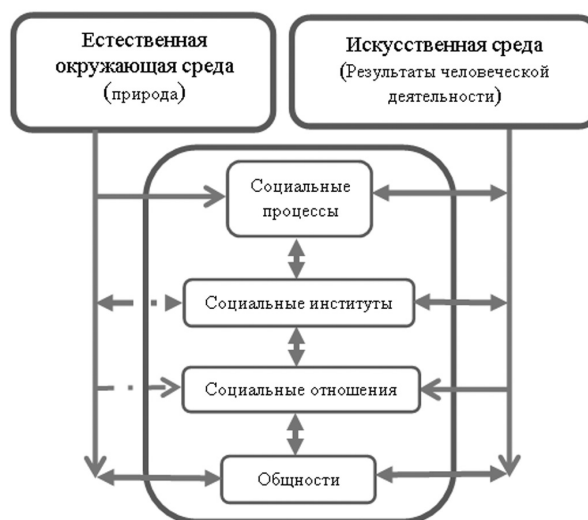 Естественная
окружающая среда
(природа)
Искусственная среда
(Результаты человеческой
деятельности)
Социальные
процессы
Социальные институты
Социальные отношения
Общности